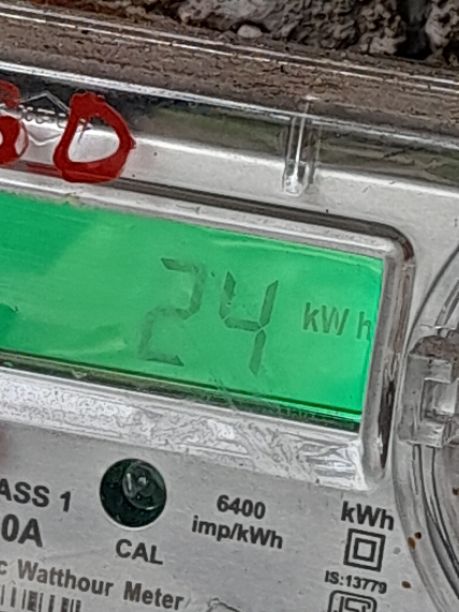 24 kWh
ASS 1
0A
CAL
6400
imp/kWh
kWh
IS:13779
c Watthour Meter